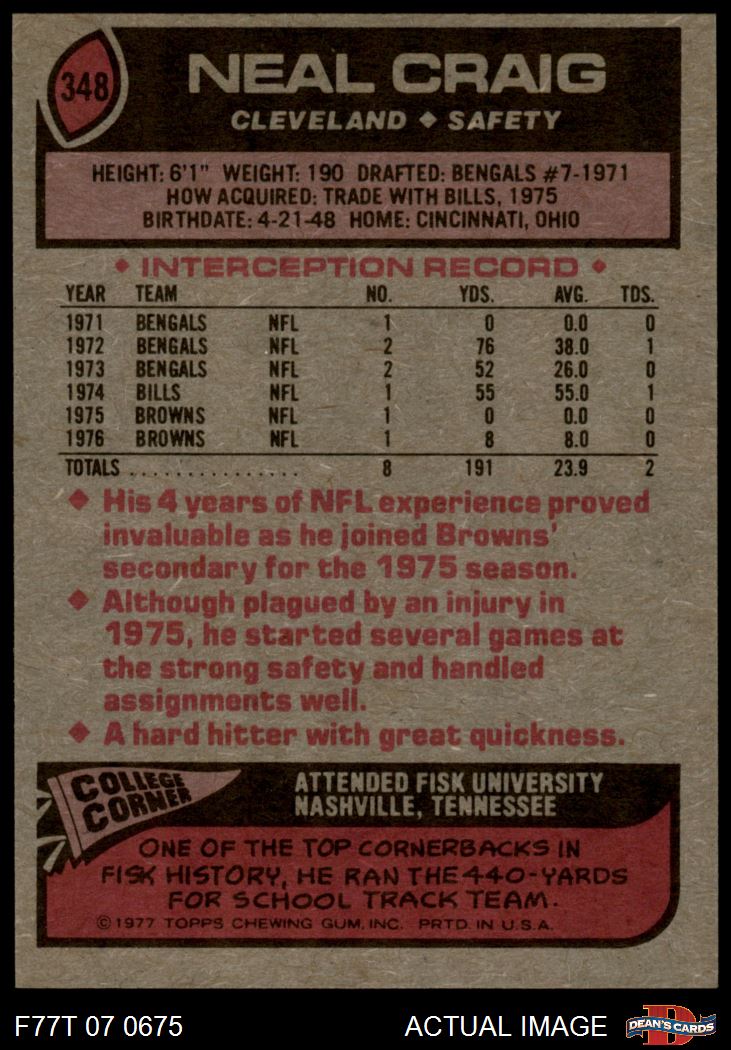 348
NEAL CRAIG
CLEVELAND ◆ SAFETY
HEIGHT: 6'1" WEIGHT: 190 DRAFTED: BENGALS #7-1971
HOW ACQUIRED: TRADE WITH BILLS, 1975
BIRTHDATE: 4-21-48 HOME: CINCINNATI, OHIO
◆ INTERCEPTION RECORD ◆
YEAR TEAM NO. YDS. AVG. TDS.
1971 BENGALS NFL 1 0 0.0 0
1972 BENGALS NFL 2 76 38.0 1
1973 BENGALS NFL 2 52 26.0 0
1974 BILLS NFL 1 55 55.0 1
1975 BROWNS NFL 1 0 0.0 0
1976 BROWNS NFL 1 8 8.0 0
TOTALS ............... 8 191 23.9 2
◆ His 4 years of NFL experience proved
invaluable as he joined Browns'
secondary for the 1975 season.
◆ Although plagued by an injury in
1975, he started several games at
the strong safety and handled
assignments well.
◆ A hard hitter with great quickness.
COLLEGE
CORNER
ATTENDED FISK UNIVERSITY
NASHVILLE, TENNESSEE
ONE OF THE TOP CORNERBACKS IN
FISK HISTORY, HE RAN THE 440-YARDS
FOR SCHOOL TRACK TEAM.
© 1977 TOPPS CHEWING GUM, INC. PRTD. IN U.S.A.
F77T 07 0675
ACTUAL IMAGE
D
DEAN'S CARDS